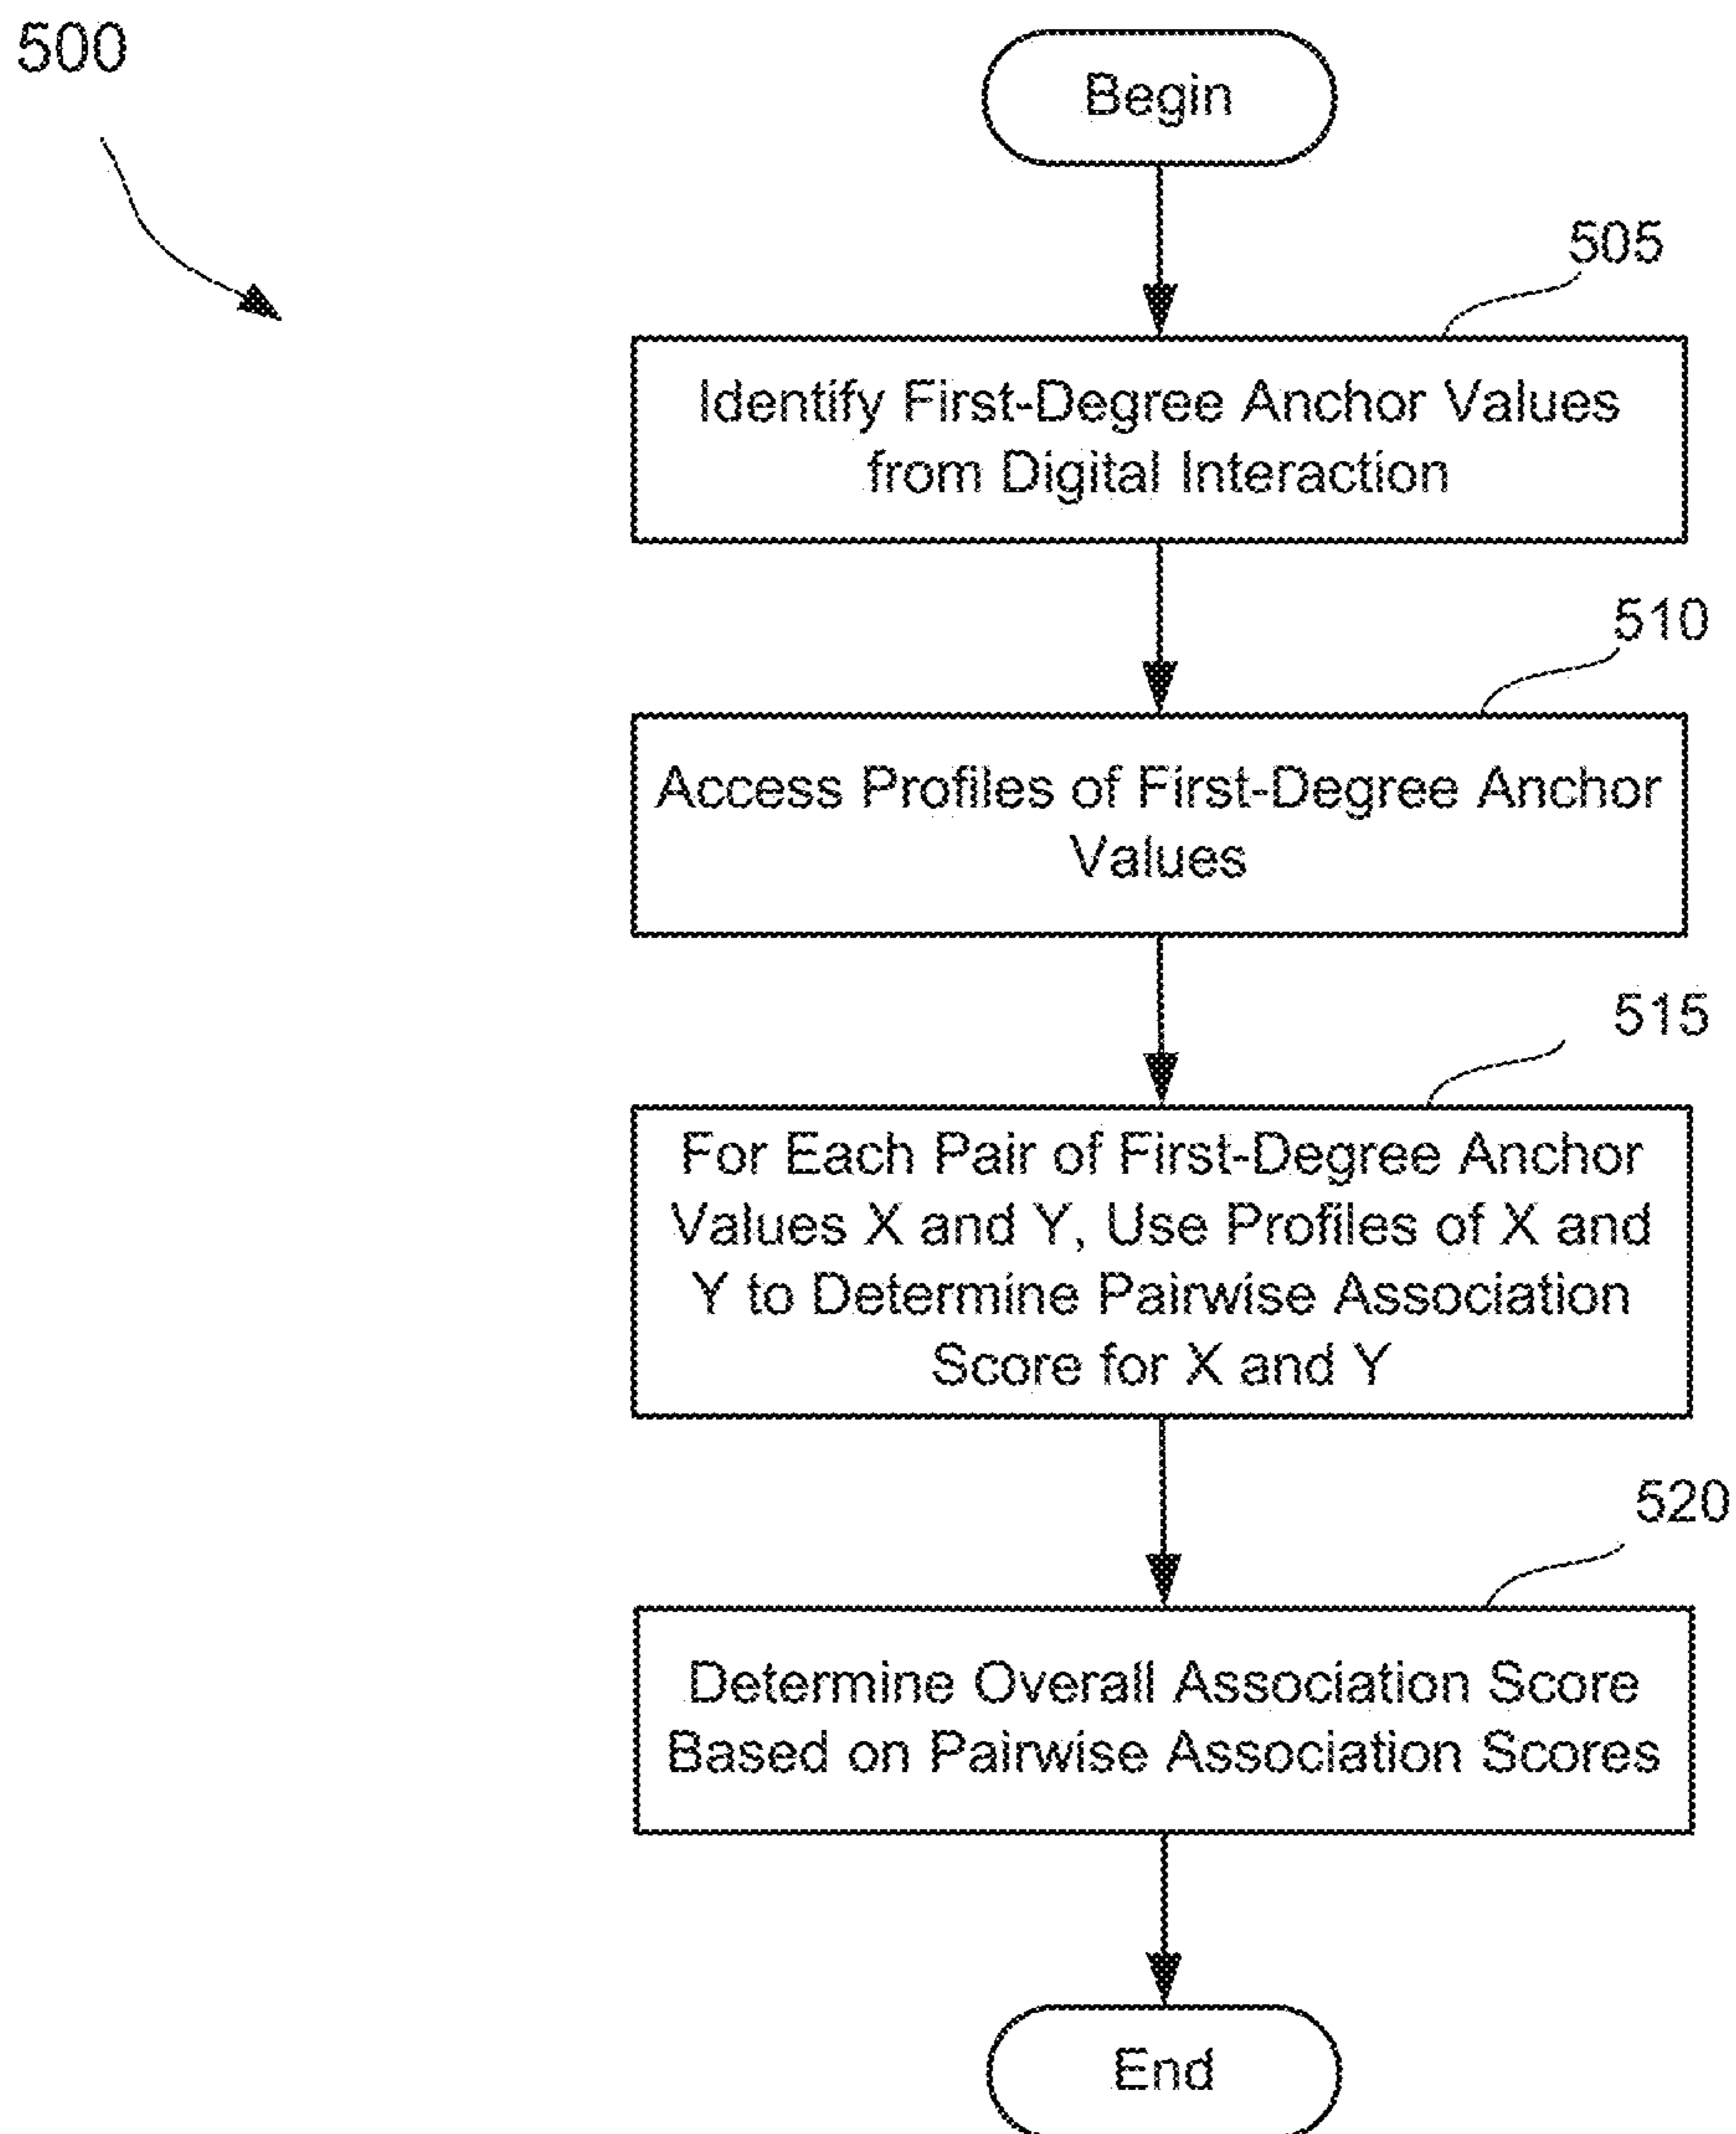 500
Begin
505
Identify First-Degree Anchor Values
from Digital Interaction
510
Access Profiles of First-Degree Anchor
Values
515
For Each Pair of First-Degree Anchor
Values X and Y, Use Profiles of X and
Y to Determine Pairwise Association
Score for X and Y
520
Determine Overall Association Score
Based on Pairwise Association Scores
End